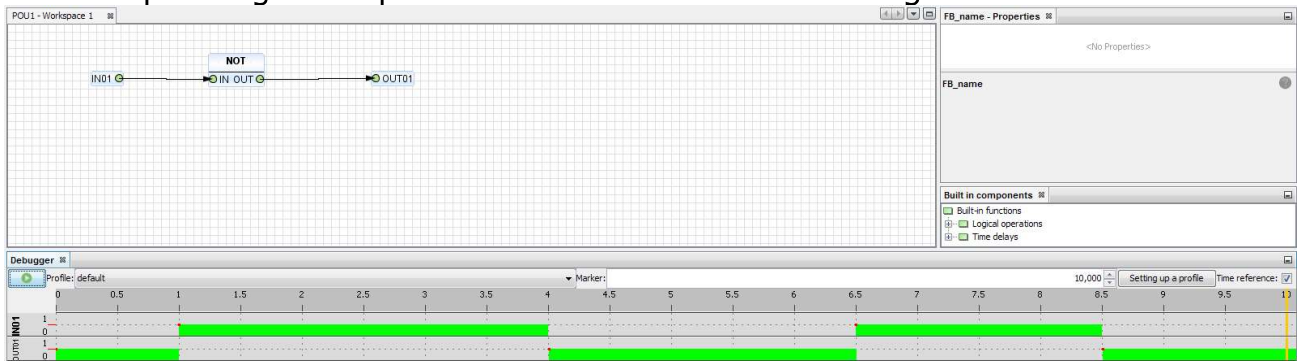 POU1 - Workspace 1
FB_name - Properties
<No Properties>
NOT
IN01 IN OUT OUT01
FB_name
Built in components
Built-in functions
Logical operations
Time delays
Debugger
Profile: default Marker: 10,000 Setting up a profile Time reference:
0 0.5 1 1.5 2 2.5 3 3.5 4 4.5 5 5.5 6 6.5 7 7.5 8 8.5 9 9.5 10
IN01 1
0
OUT01 1
0